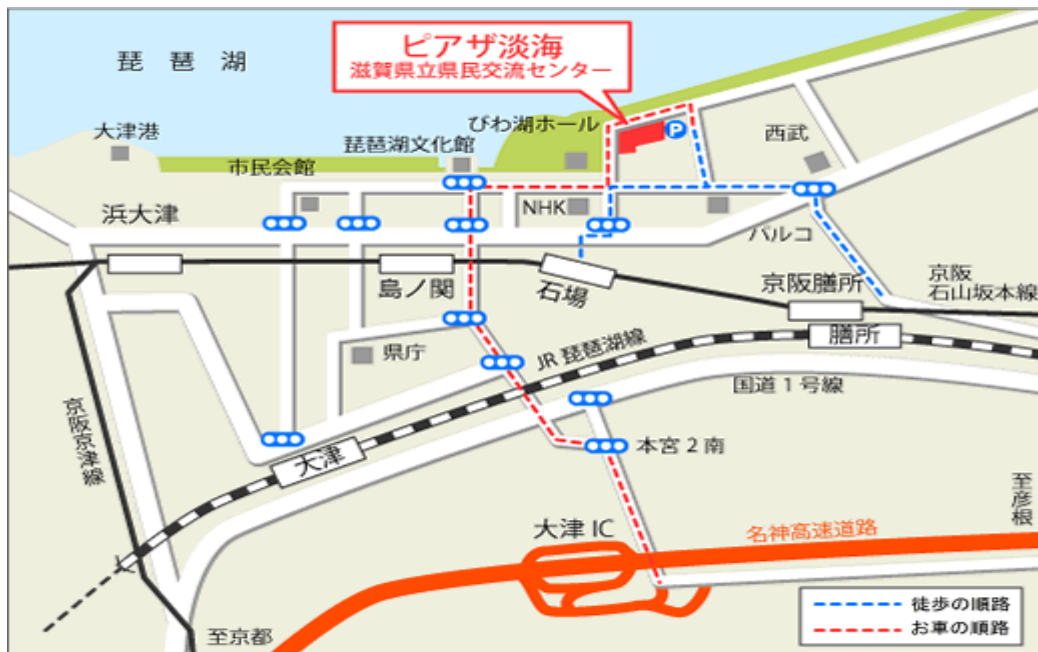 琵琶湖
ピアザ淡海
滋賀県立県民交流センター
大津港
琵琶湖文化館
びわ湖ホール
P
西武
市民会館
浜大津
NHK
パルコ
島ノ関
石場
京阪膳所
京阪
石山坂本線
膳所
県庁
JR琵琶湖線
国道1号線
京阪京津線
大津
本宮2南
至彦根
大津IC
名神高速道路
至京都
徒歩の順路
お車の順路